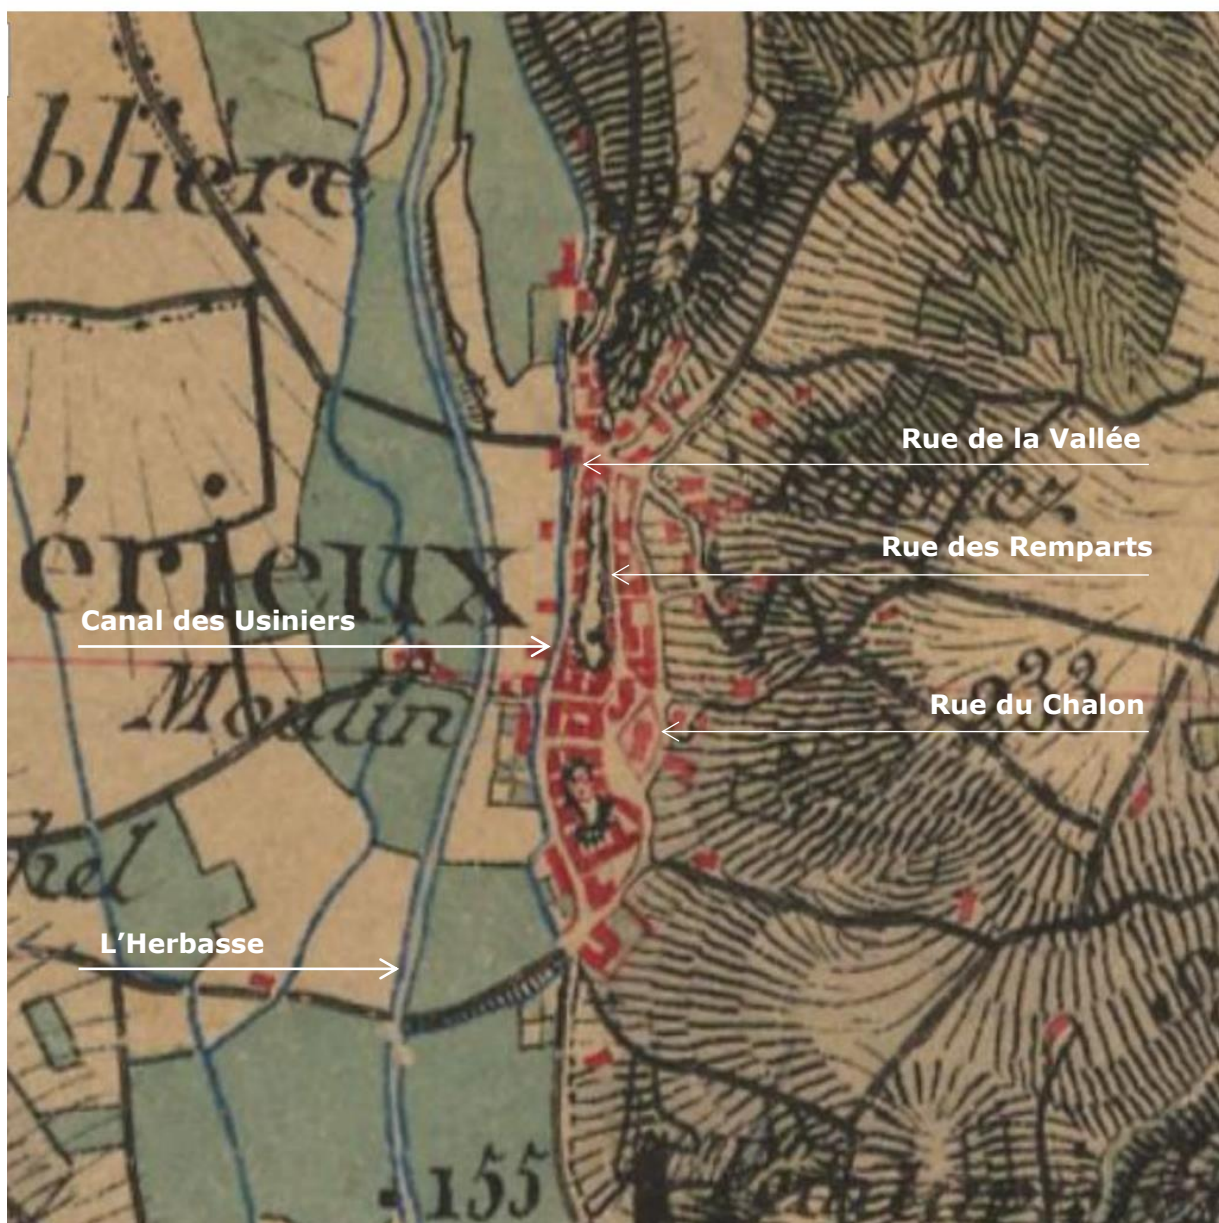 blière
178
Rue de la Vallée
érieux
Rue des Remparts
Canal des Usiniers
Moulin
233
Rue du Chalon
L'Herbasse
155